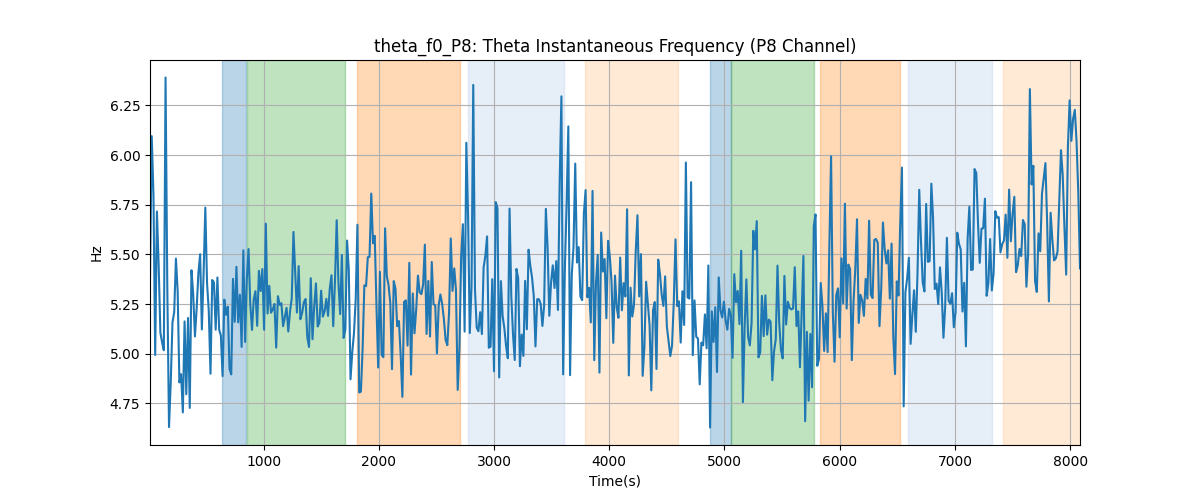 theta_f0_P8: Theta Instantaneous Frequency (P8 Channel)
6.25
6.00
5.75
5.50
5.25
5.00
4.75
Hz
1000 2000 3000 4000 5000 6000 7000 8000
Time(s)